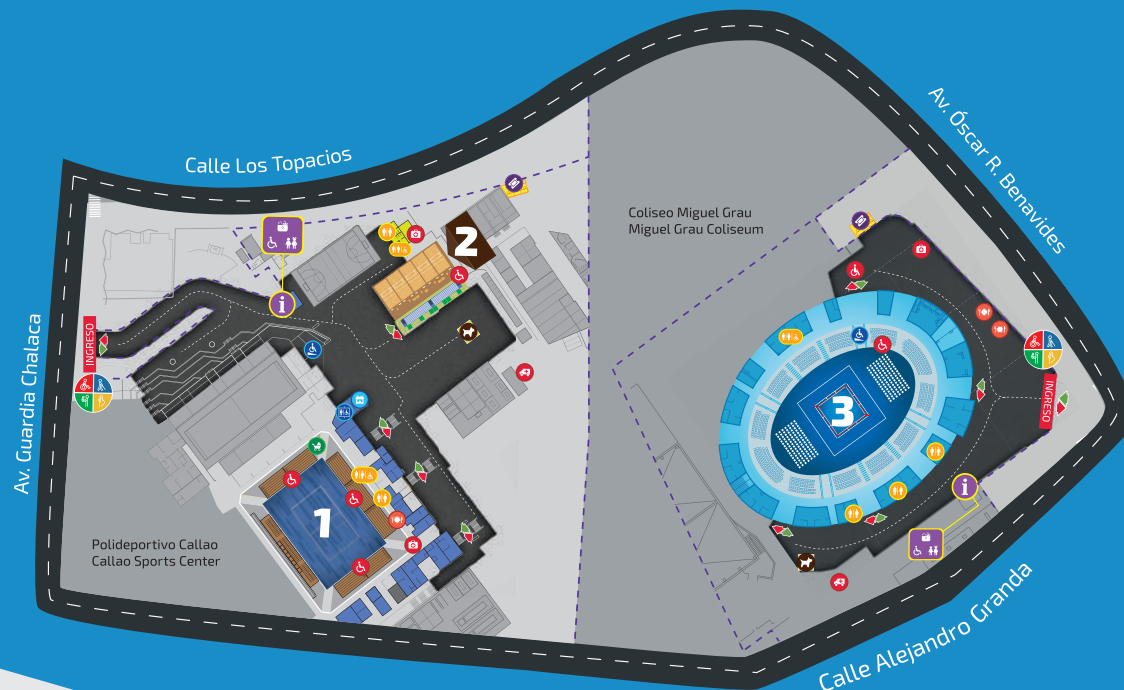 Calle Los Topacios
Av. Óscar R. Benavides
Coliseo Miguel Grau
Miguel Grau Coliseum
2
i
INGRESO
Av. Guardia Chalaca
3
INGRESO
1
i
Polideportivo Callao
Callao Sports Center
Calle Alejandro Granda